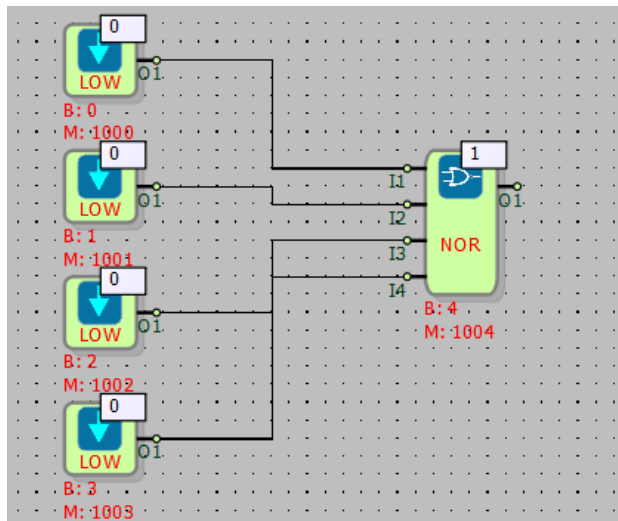 0
LOW
O1
B: 0
M: 1000
0
LOW
O1
B: 1
M: 1001
0
LOW
O1
B: 2
M: 1002
0
LOW
O1
B: 3
M: 1003
I1
I2
I3
I4
1
NOR
O1
B: 4
M: 1004